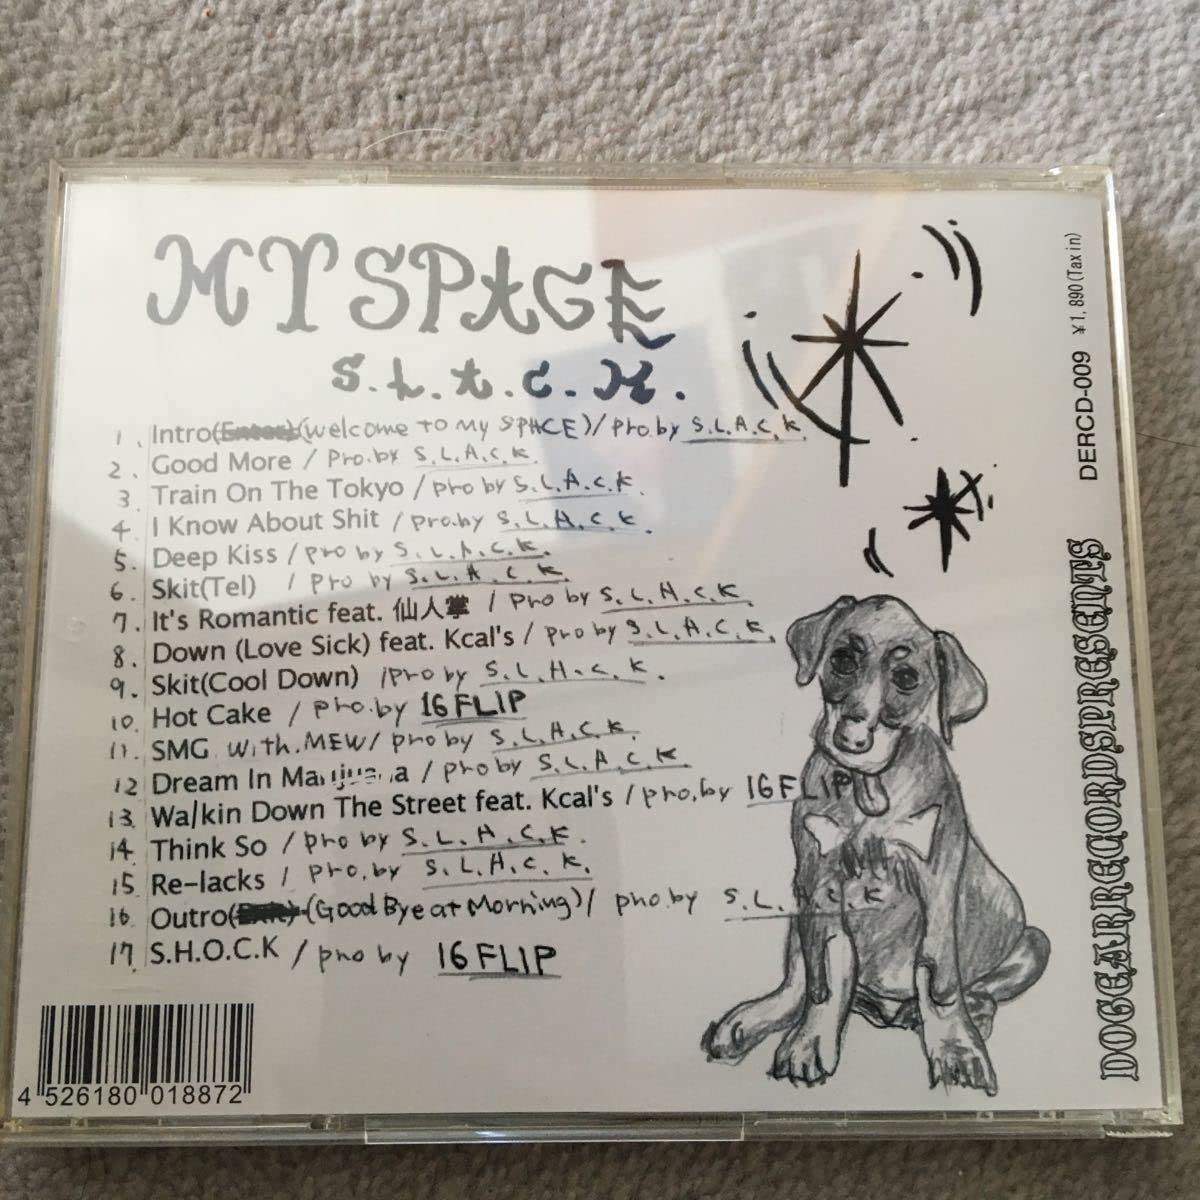 MY SPACE
S.L.A.C.K.
1. Intro(Enter)(Welcome To My SPACE)/pro.by S.L.A.C.K.
2. Good More / pro.by S.L.A.C.K.
3. Train On The Tokyo / pro by S.L.A.C.K.
4. I Know About Shit / pro.by S.L.A.C.K.
5. Deep Kiss / pro by S.L.A.C.K.
6. Skit(Tel) / pro by S.L.A.C.K.
7. It's Romantic feat. 仙人掌 / pro by S.L.A.C.K.
8. Down (Love Sick) feat. Kcal's / pro by S.L.A.C.K.
9. Skit(Cool Down) /pro by S.L.A.C.K.
10. Hot Cake / pro.by 16FLIP
11. SMG with.MEW/ pro by S.L.A.C.K.
12 Dream In Marijuana / pro by S.L.A.C.K.
13. Walkin Down The Street feat. Kcal's / pro.by 16FLIP
14. Think So / pro by S.L.A.C.K.
15 Re-lacks / pro.by S.L.A.C.K.
16 Outro(Exit)(Good Bye at Morning)/ pro.by S.L.A.C.K
17. S.H.O.C.K / pro by 16FLIP
4 526180 018872
DOGEARRECORDSPRESENTS DERCD-009 ¥1,890(Tax in)